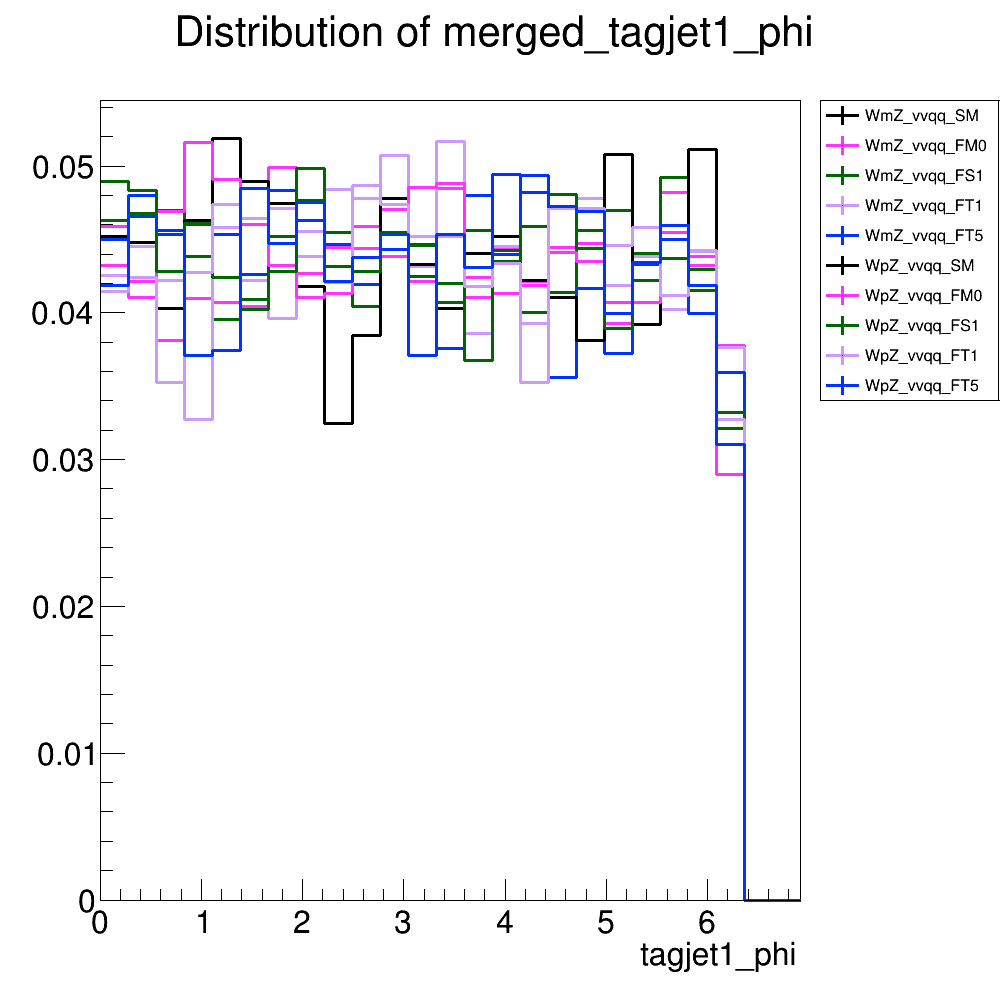 Distribution of merged_tagjet1_phi
WmZ_vvqq_SM
WmZ_vvqq_FM0
WmZ_vvqq_FS1
WmZ_vvqq_FT1
WmZ_vvqq_FT5
WpZ_vvqq_SM
WpZ_vvqq_FM0
WpZ_vvqq_FS1
WpZ_vvqq_FT1
WpZ_vvqq_FT5
0.05
0.04
0.03
0.02
0.01
0
0 1 2 3 4 5 6
tagjet1_phi